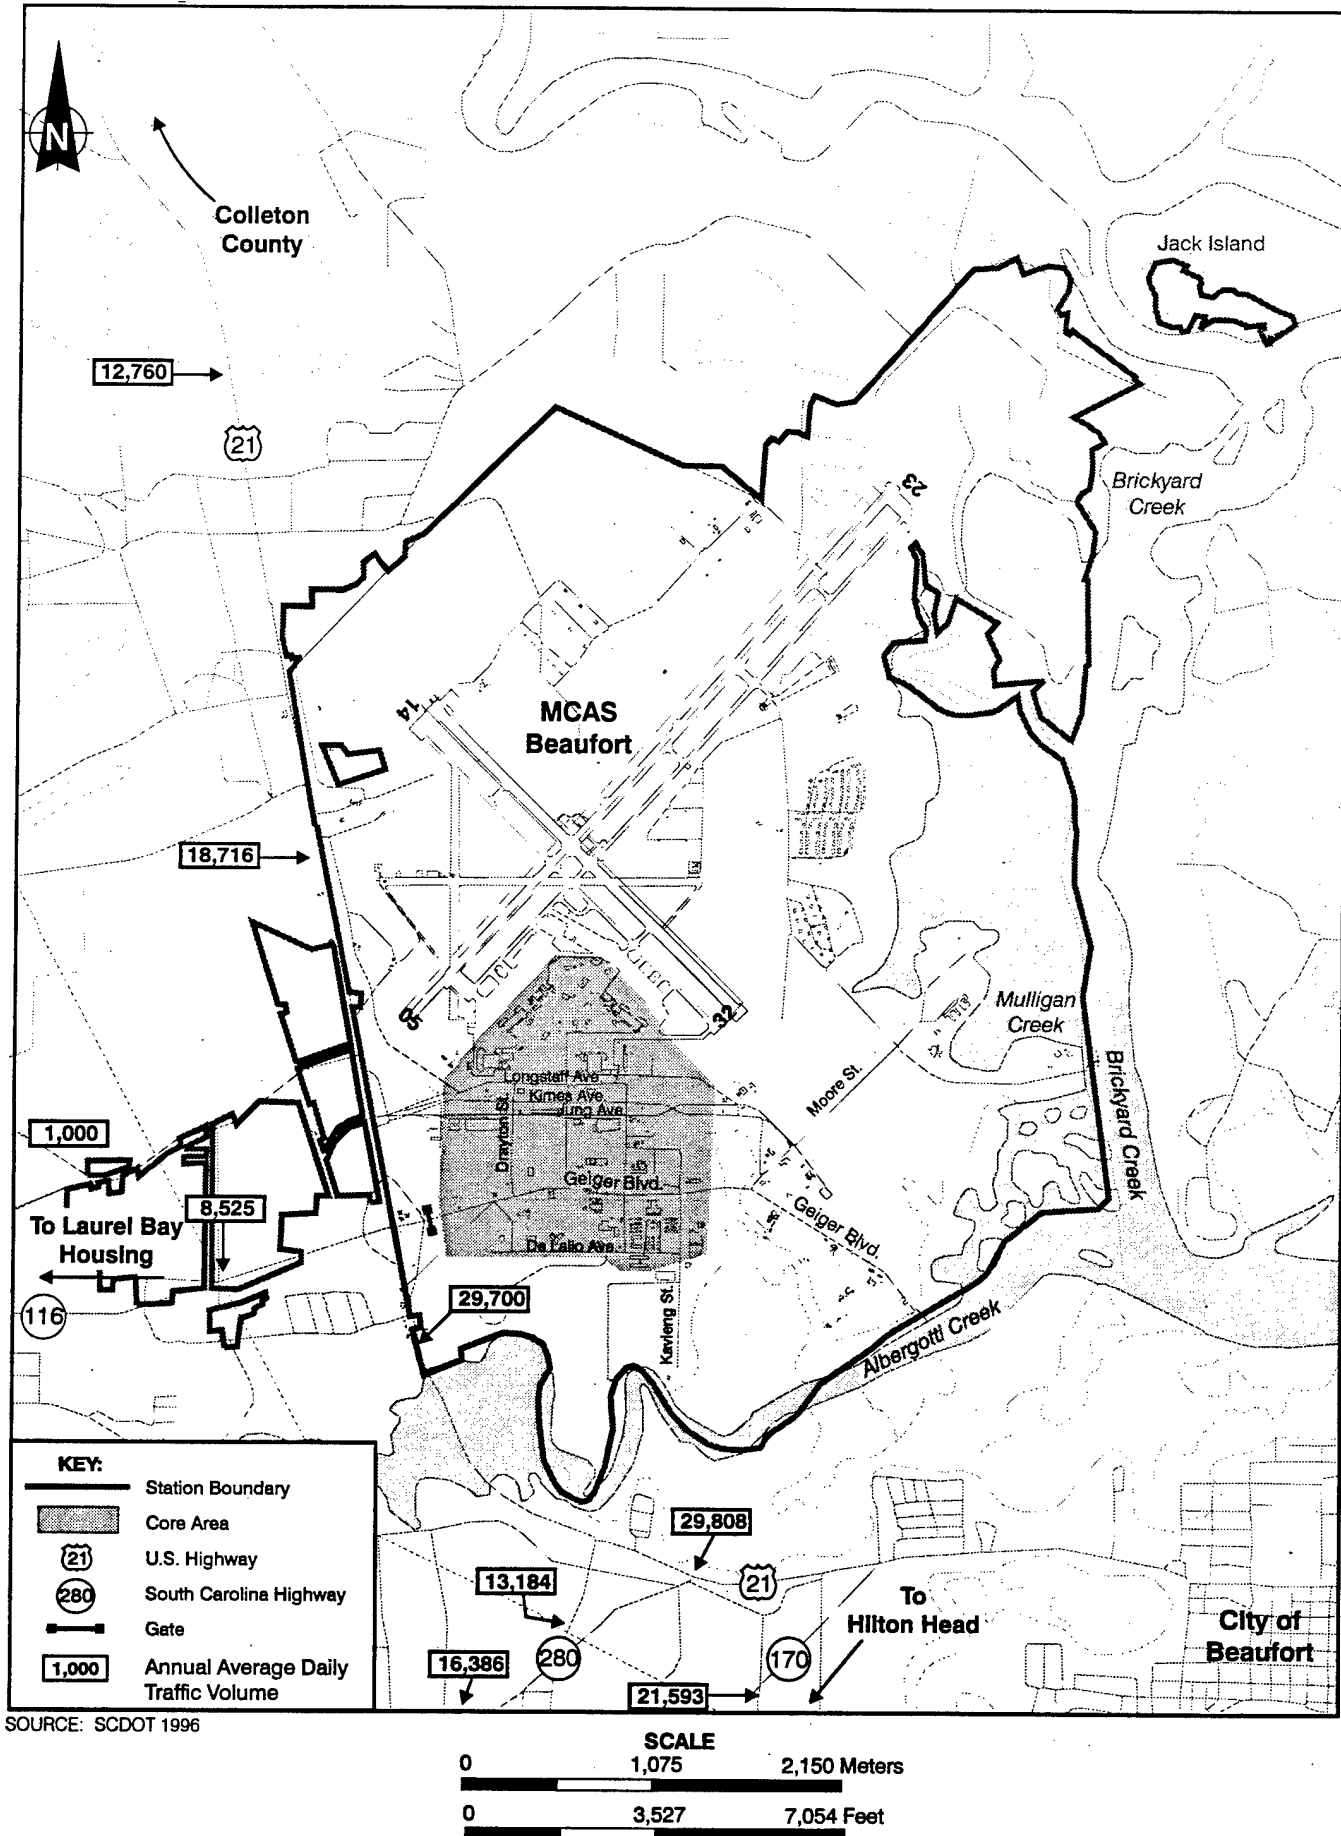 N
Colleton
County
Jack Island
12,760
21
Brickyard
Creek
23
14
MCAS
Beaufort
18,716
Mulligan
Creek
05
32
Longstaff Ave.
Kimes Ave.
Jung Ave.
Moore St.
Drayton St.
Brickyard Creek
1,000
Geiger Blvd.
8,525
To Laurel Bay
Housing
Geiger Blvd.
De Lalio Ave.
29,700
116
Kavieng St.
Albergotti Creek
KEY:
Station Boundary
Core Area
21
U.S. Highway
280
South Carolina Highway
Gate
1,000
Annual Average Daily
Traffic Volume
29,808
13,184
21
To
Hilton Head
City of
Beaufort
16,386
280
170
21,593
SOURCE: SCDOT 1996
SCALE
0 1,075 2,150 Meters
0 3,527 7,054 Feet